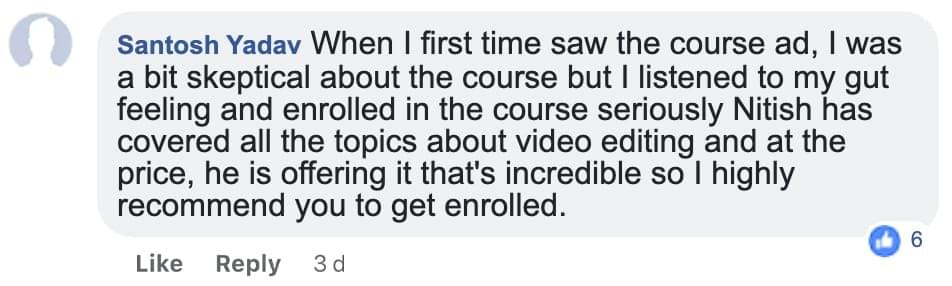 Santosh Yadav When I first time saw the course ad, I was
a bit skeptical about the course but I listened to my gut
feeling and enrolled in the course seriously Nitish has
covered all the topics about video editing and at the
price, he is offering it that's incredible so I highly
recommend you to get enrolled.
6
Like Reply 3 d